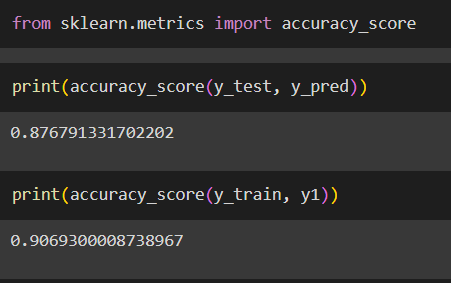 from sklearn.metrics import accuracy_score
print(accuracy_score(y_test, y_pred))
0.876791331702202
print(accuracy_score(y_train, y1))
0.9069300008738967